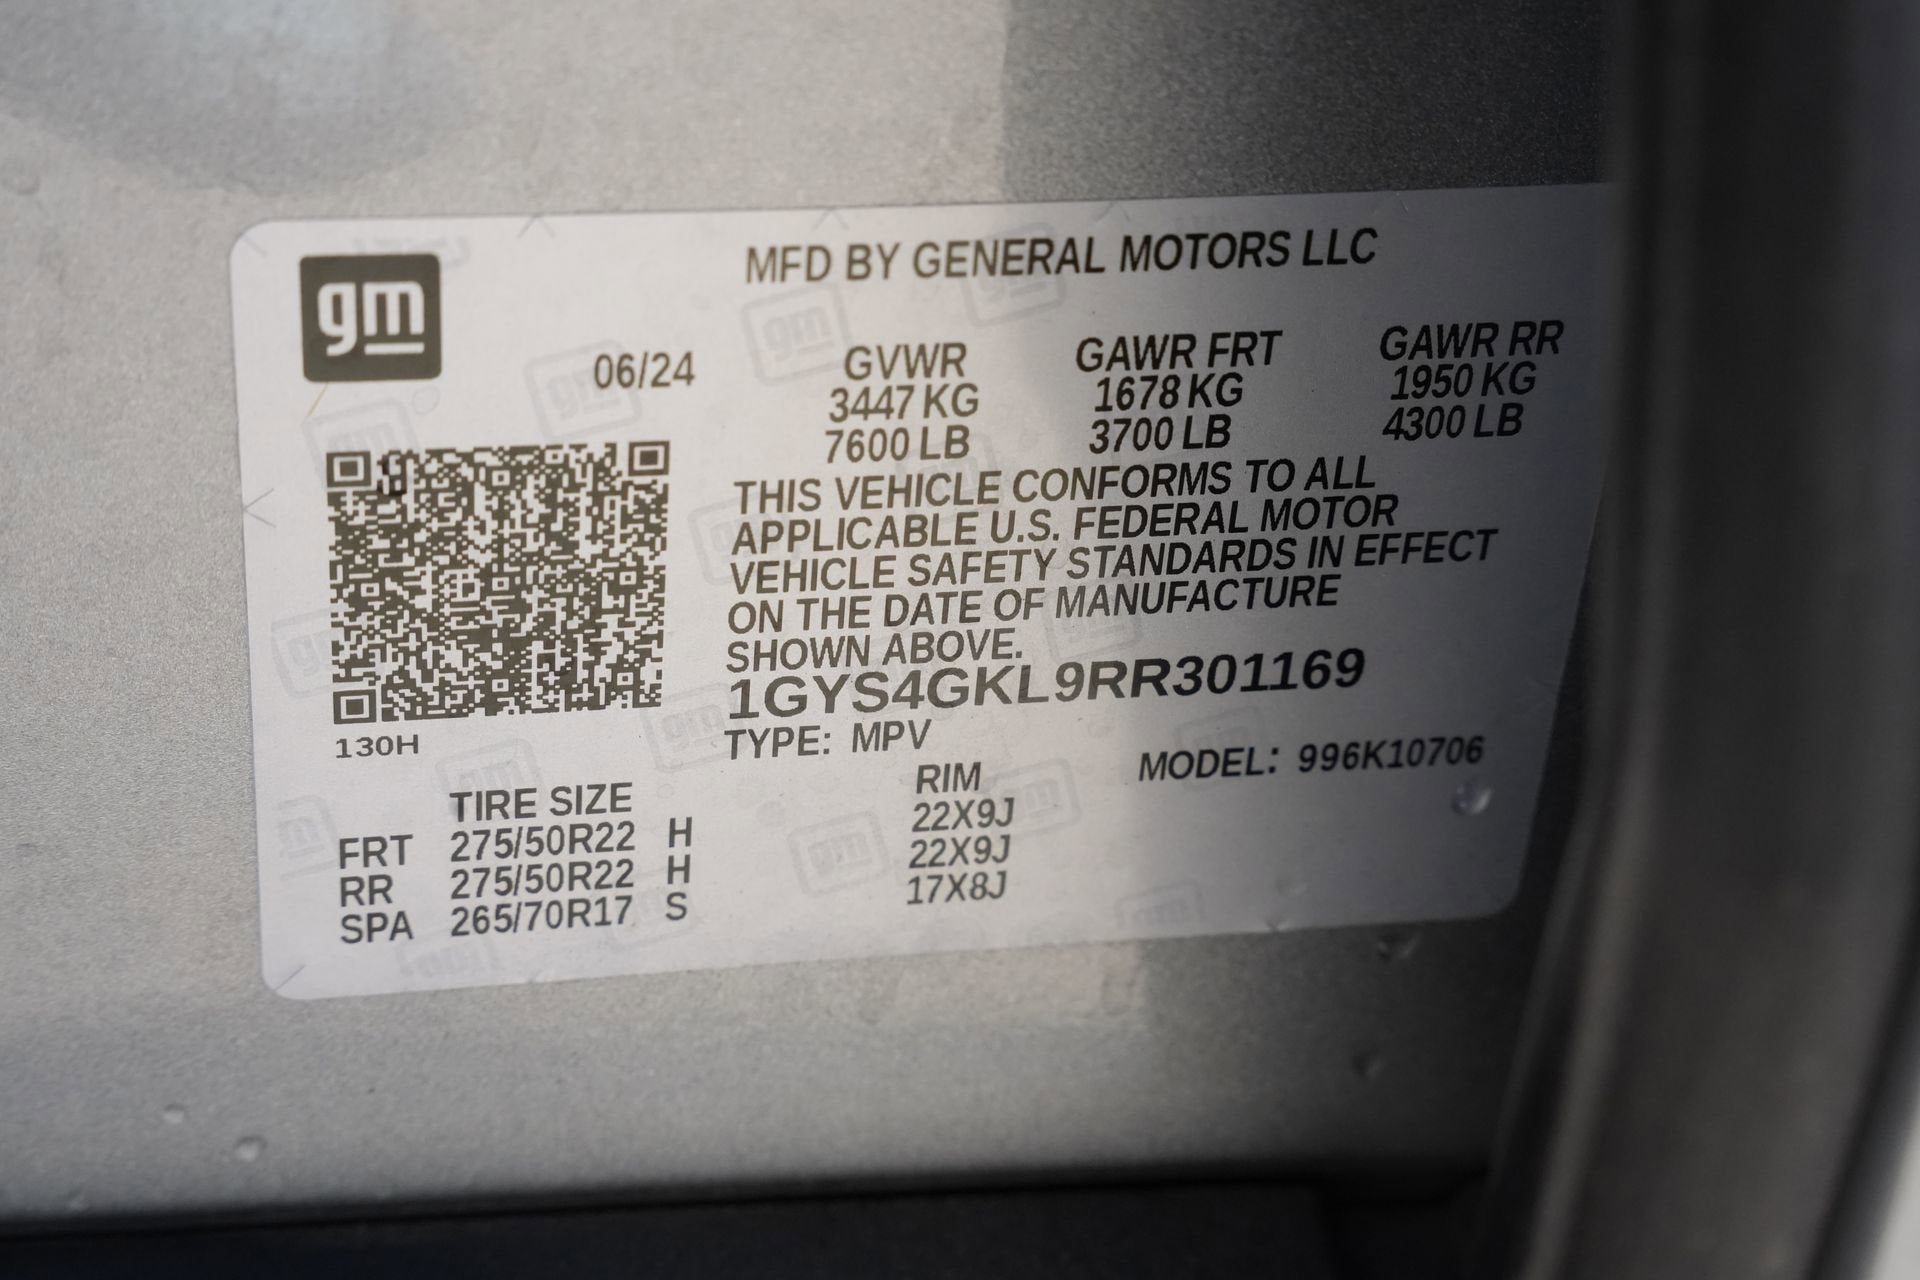 gm
MFD BY GENERAL MOTORS LLC
06/24
GVWR GAWR FRT GAWR RR
3447 KG 1678 KG 1950 KG
7600 LB 3700 LB 4300 LB
THIS VEHICLE CONFORMS TO ALL
APPLICABLE U.S. FEDERAL MOTOR
VEHICLE SAFETY STANDARDS IN EFFECT
ON THE DATE OF MANUFACTURE
SHOWN ABOVE.
1GYS4GKL9RR301169
130H
TYPE: MPV MODEL: 996K10706
TIRE SIZE RIM
FRT 275/50R22 H 22X9J
RR 275/50R22 H 22X9J
SPA 265/70R17 S 17X8J